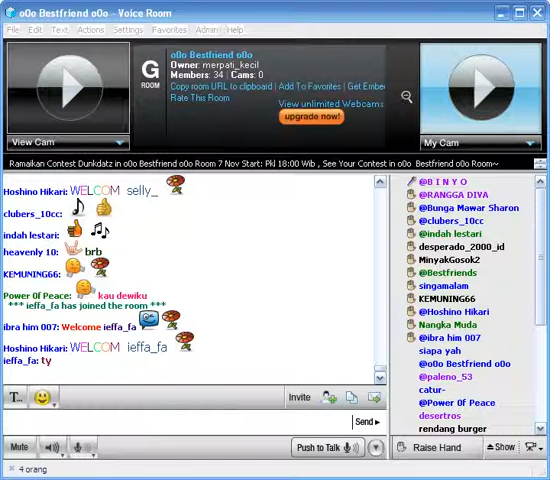 o0o Bestfriend o0o - Voice Room
File Edit Text Actions Settings Favorites Admin Help
G
ROOM
o0o Bestfriend o0o
Owner: merpati_kecil
Members: 34 | Cams: 0
Copy room URL to clipboard | Add To Favorites | Get Embe
Rate This Room
View unlimited Webcams
upgrade now!
View Cam
My Cam
Ramaikan Contest Dunkdatz in o0o Bestfriend o0o Room 7 Nov Start: Pkl 18:00 Wib , See Your Contest in o0o Bestfriend o0o Room~
Hoshino Hikari: WELCOM selly_
clubers_10cc:
indah lestari:
heavenly 10: brb
KEMUNING66:
Power 0f Peace: kau dewiku
*** ieffa_fa has joined the room ***
ibra him 007: Welcome ieffa_fa
Hoshino Hikari: WELCOM ieffa_fa
ieffa_fa: ty
@B I N Y O
@RANGGA DIVA
@Bunga Mawar Sharon
@clubers_10cc
@indah lestari
desperado_2000_id
MinyakGosok2
@Bestfriends
singamalam
KEMUNING66
@Hoshino Hikari
Nangka Muda
@ibra him 007
siapa yah
@o0o Bestfriend o0o
@paleno_53
catur-
@Power 0f Peace
desertros
rendang burger
T..
Invite
Send
Mute
Push to Talk
Raise Hand
Show
4 orang